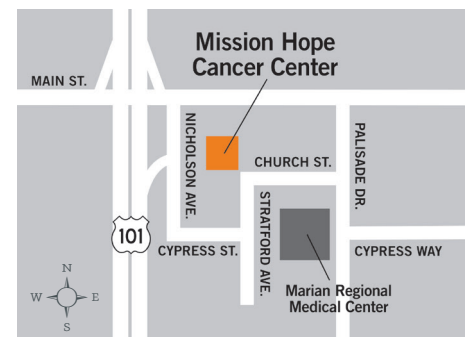 Mission Hope
Cancer Center
MAIN ST.
NICHOLSON AVE.
CHURCH ST.
PALISADE DR.
STRATFORD AVE.
101
CYPRESS ST.
CYPRESS WAY
N
W E
S
Marian Regional
Medical Center